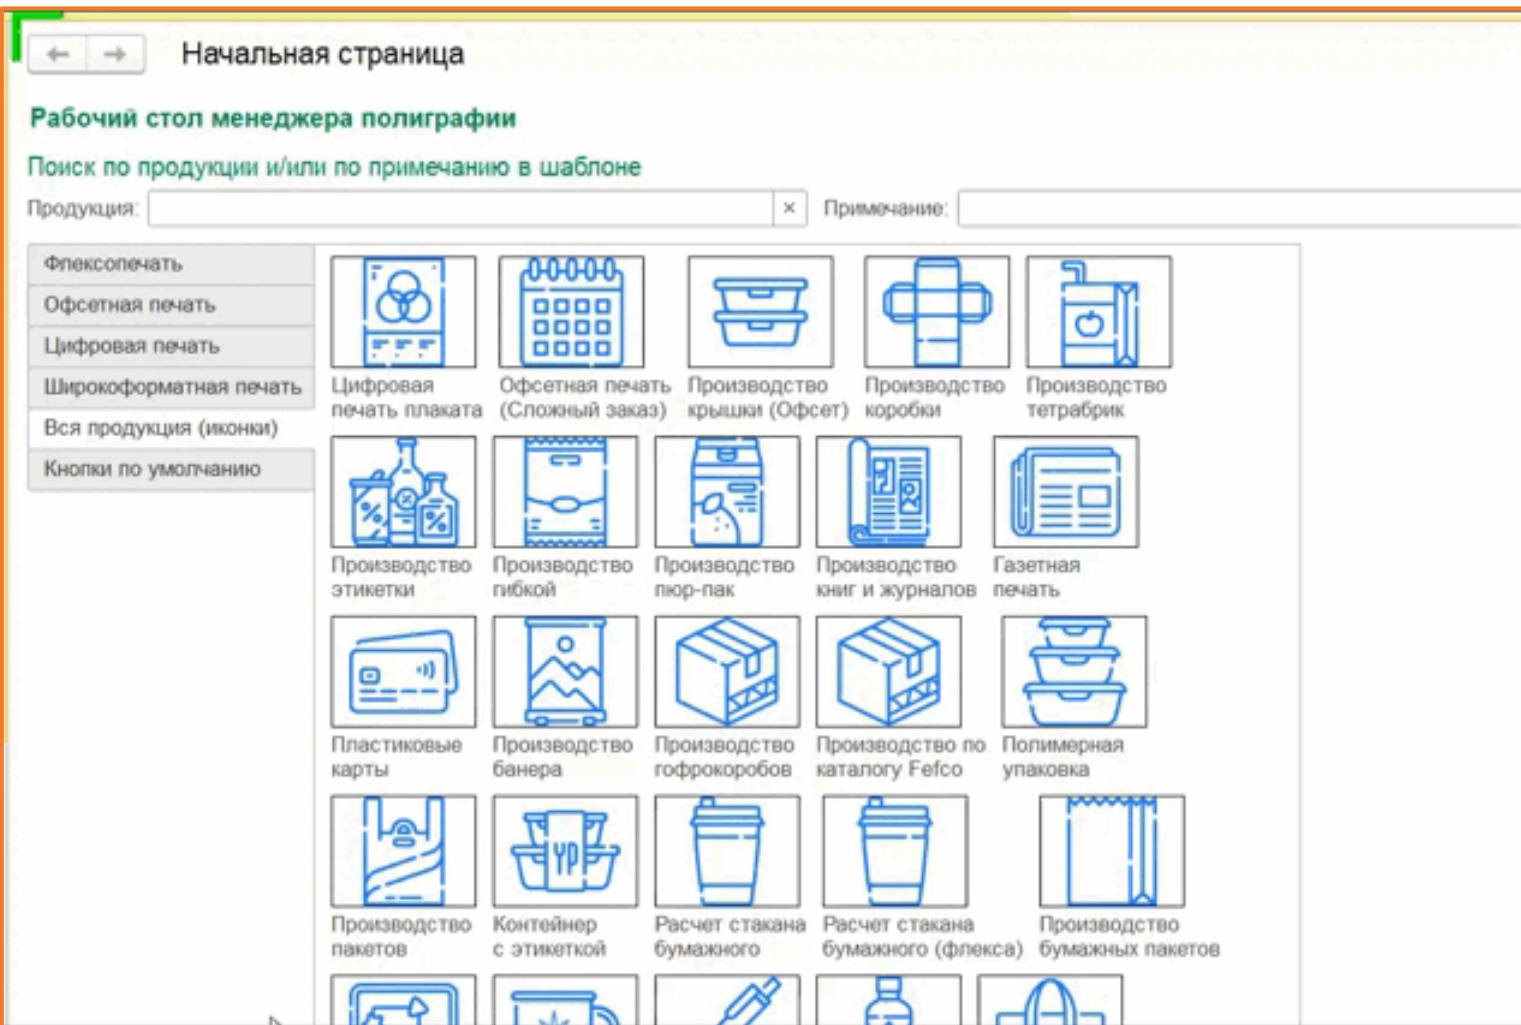 Начальная страница
Рабочий стол менеджера полиграфии
Поиск по продукции и/или по примечанию в шаблоне
Продукция:
Примечание:
Флексопечать
Офсетная печать
Цифровая печать
Широкоформатная печать
Вся продукция (иконки)
Кнопки по умолчанию
Цифровая
печать плаката
Офсетная печать
(Сложный заказ)
Производство
крышки (Офсет)
Производство
коробки
Производство
тетрабрик
Производство
этикетки
Производство
гибкой
Производство
пюр-пак
Производство
книг и журналов
Газетная
печать
Пластиковые
карты
Производство
банера
Производство
гофрокоробов
Производство по
каталогу Fefco
Полимерная
упаковка
Производство
пакетов
Контейнер
с этикеткой
Расчет стакана
бумажного
Расчет стакана
бумажного (флекса)
Производство
бумажных пакетов